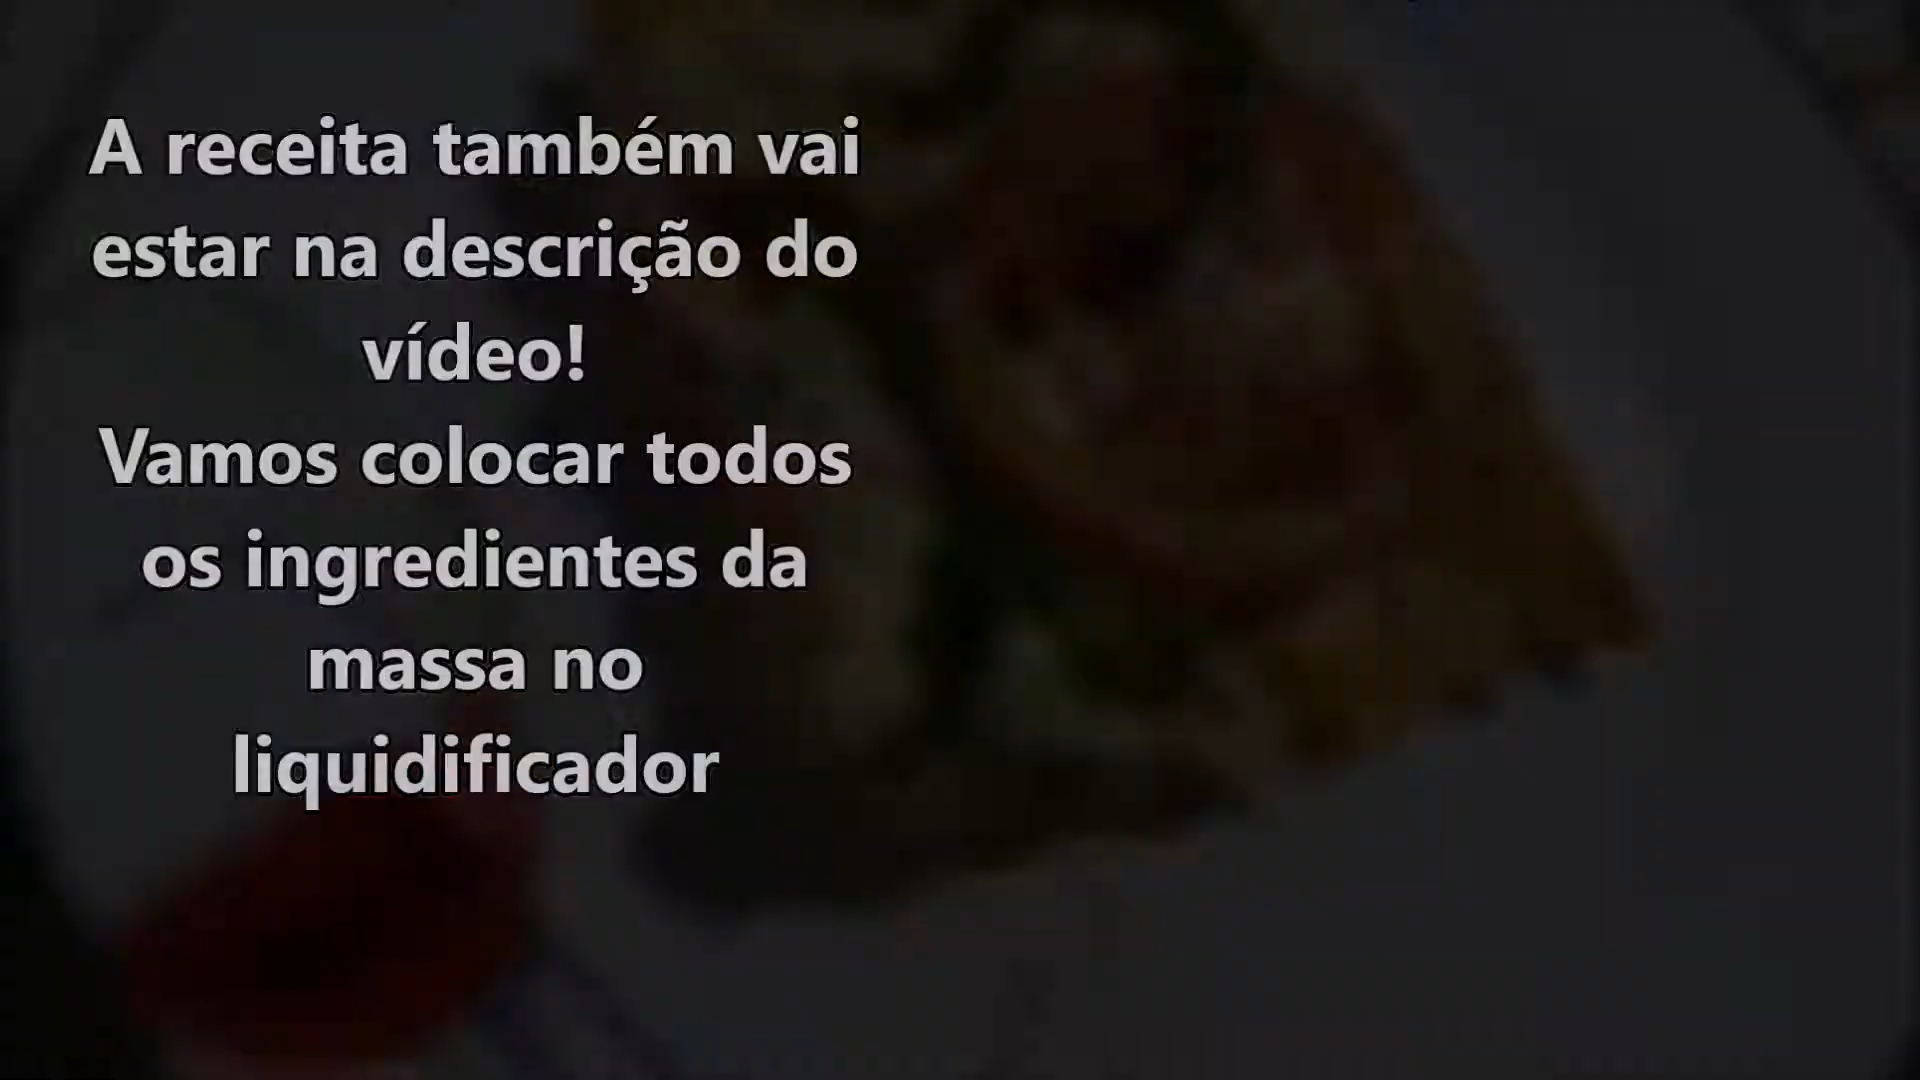 A receita também vai
estar na descrição do
vídeo!
Vamos colocar todos
os ingredientes da
massa no
liquidificador